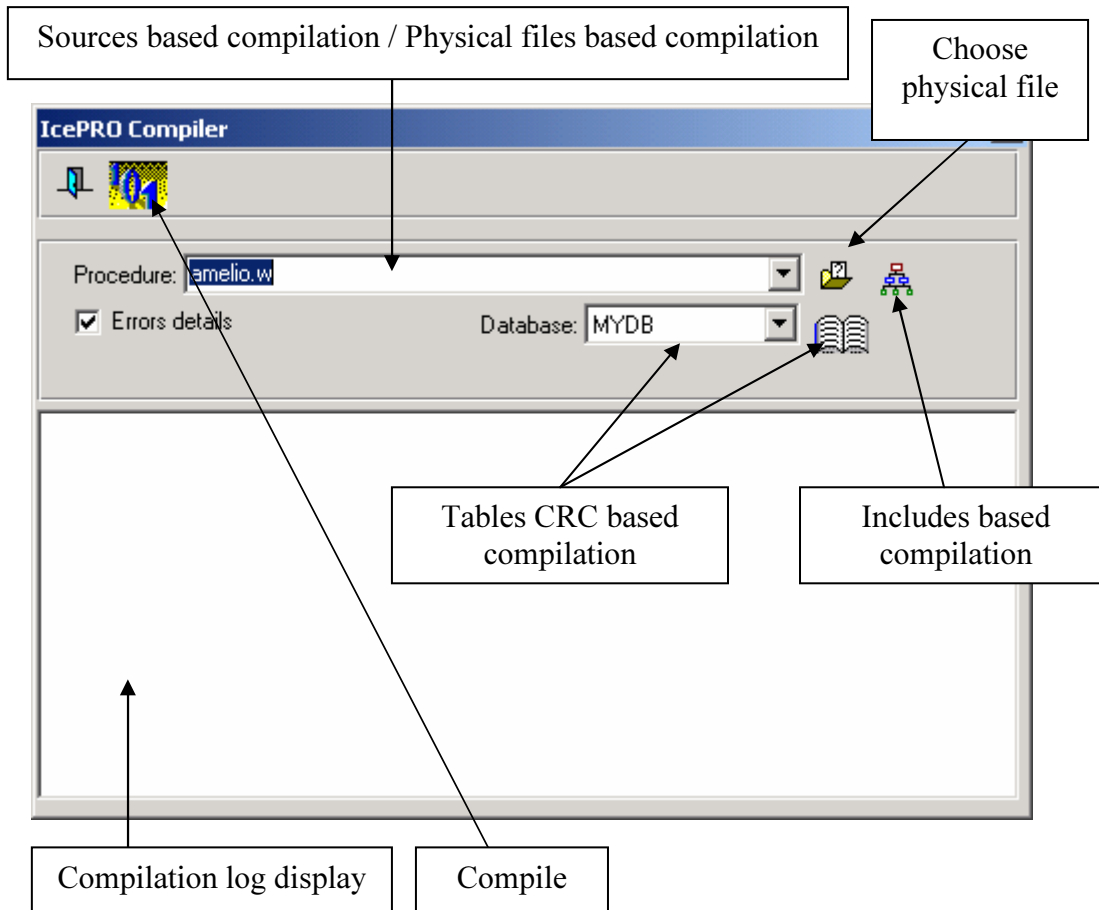 Sources based compilation / Physical files based compilation
Choose
physical file
IcePRO Compiler
101
Procedure: amelio.w
Errors details
Database: MYDB
Tables CRC based
compilation
Includes based
compilation
Compilation log display
Compile